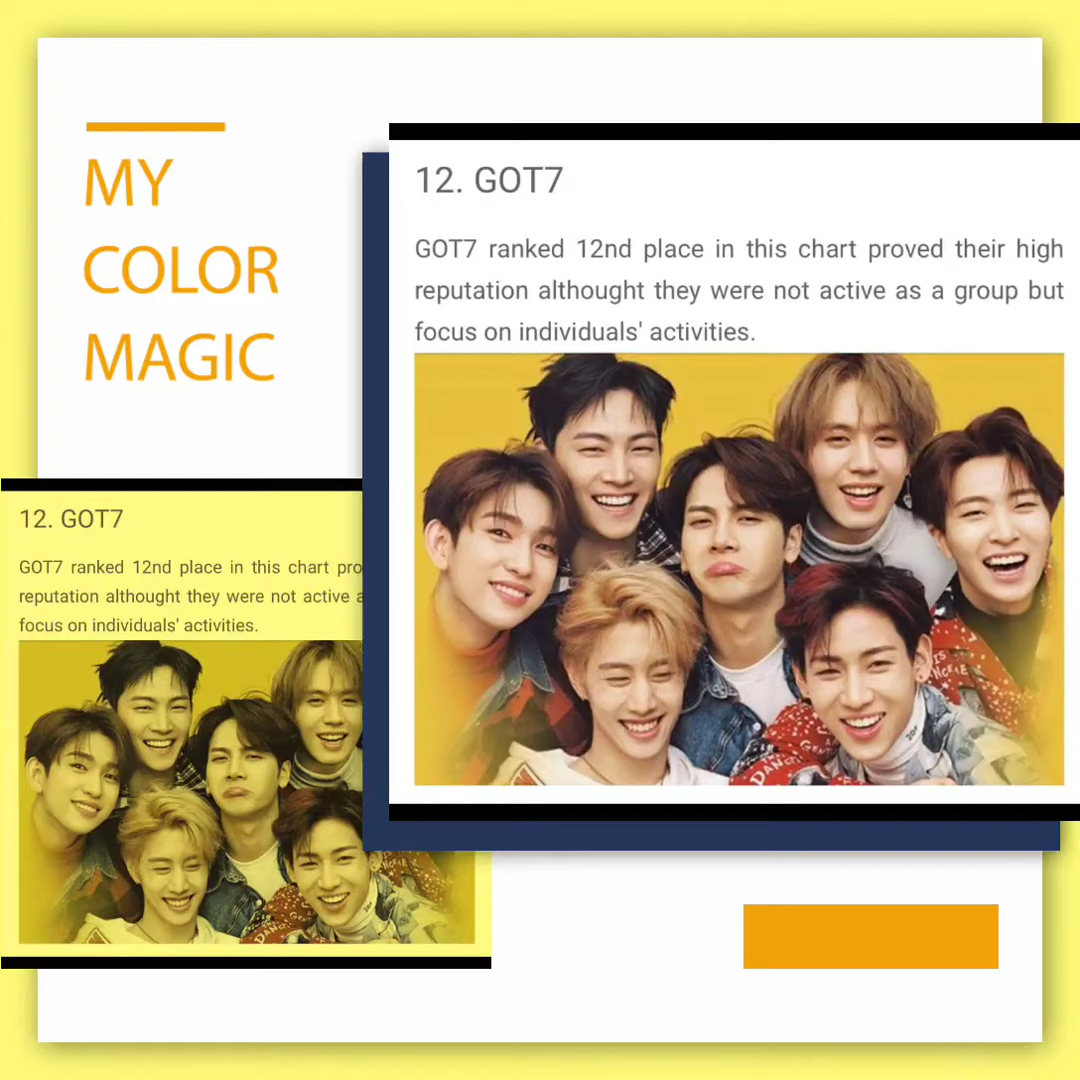 MY
COLOR
MAGIC
12. GOT7
GOT7 ranked 12nd place in this chart proved their high
reputation althought they were not active as a group but
focus on individuals' activities.
12. GOT7
GOT7 ranked 12nd place in this chart pro
reputation althought they were not active a
focus on individuals' activities.